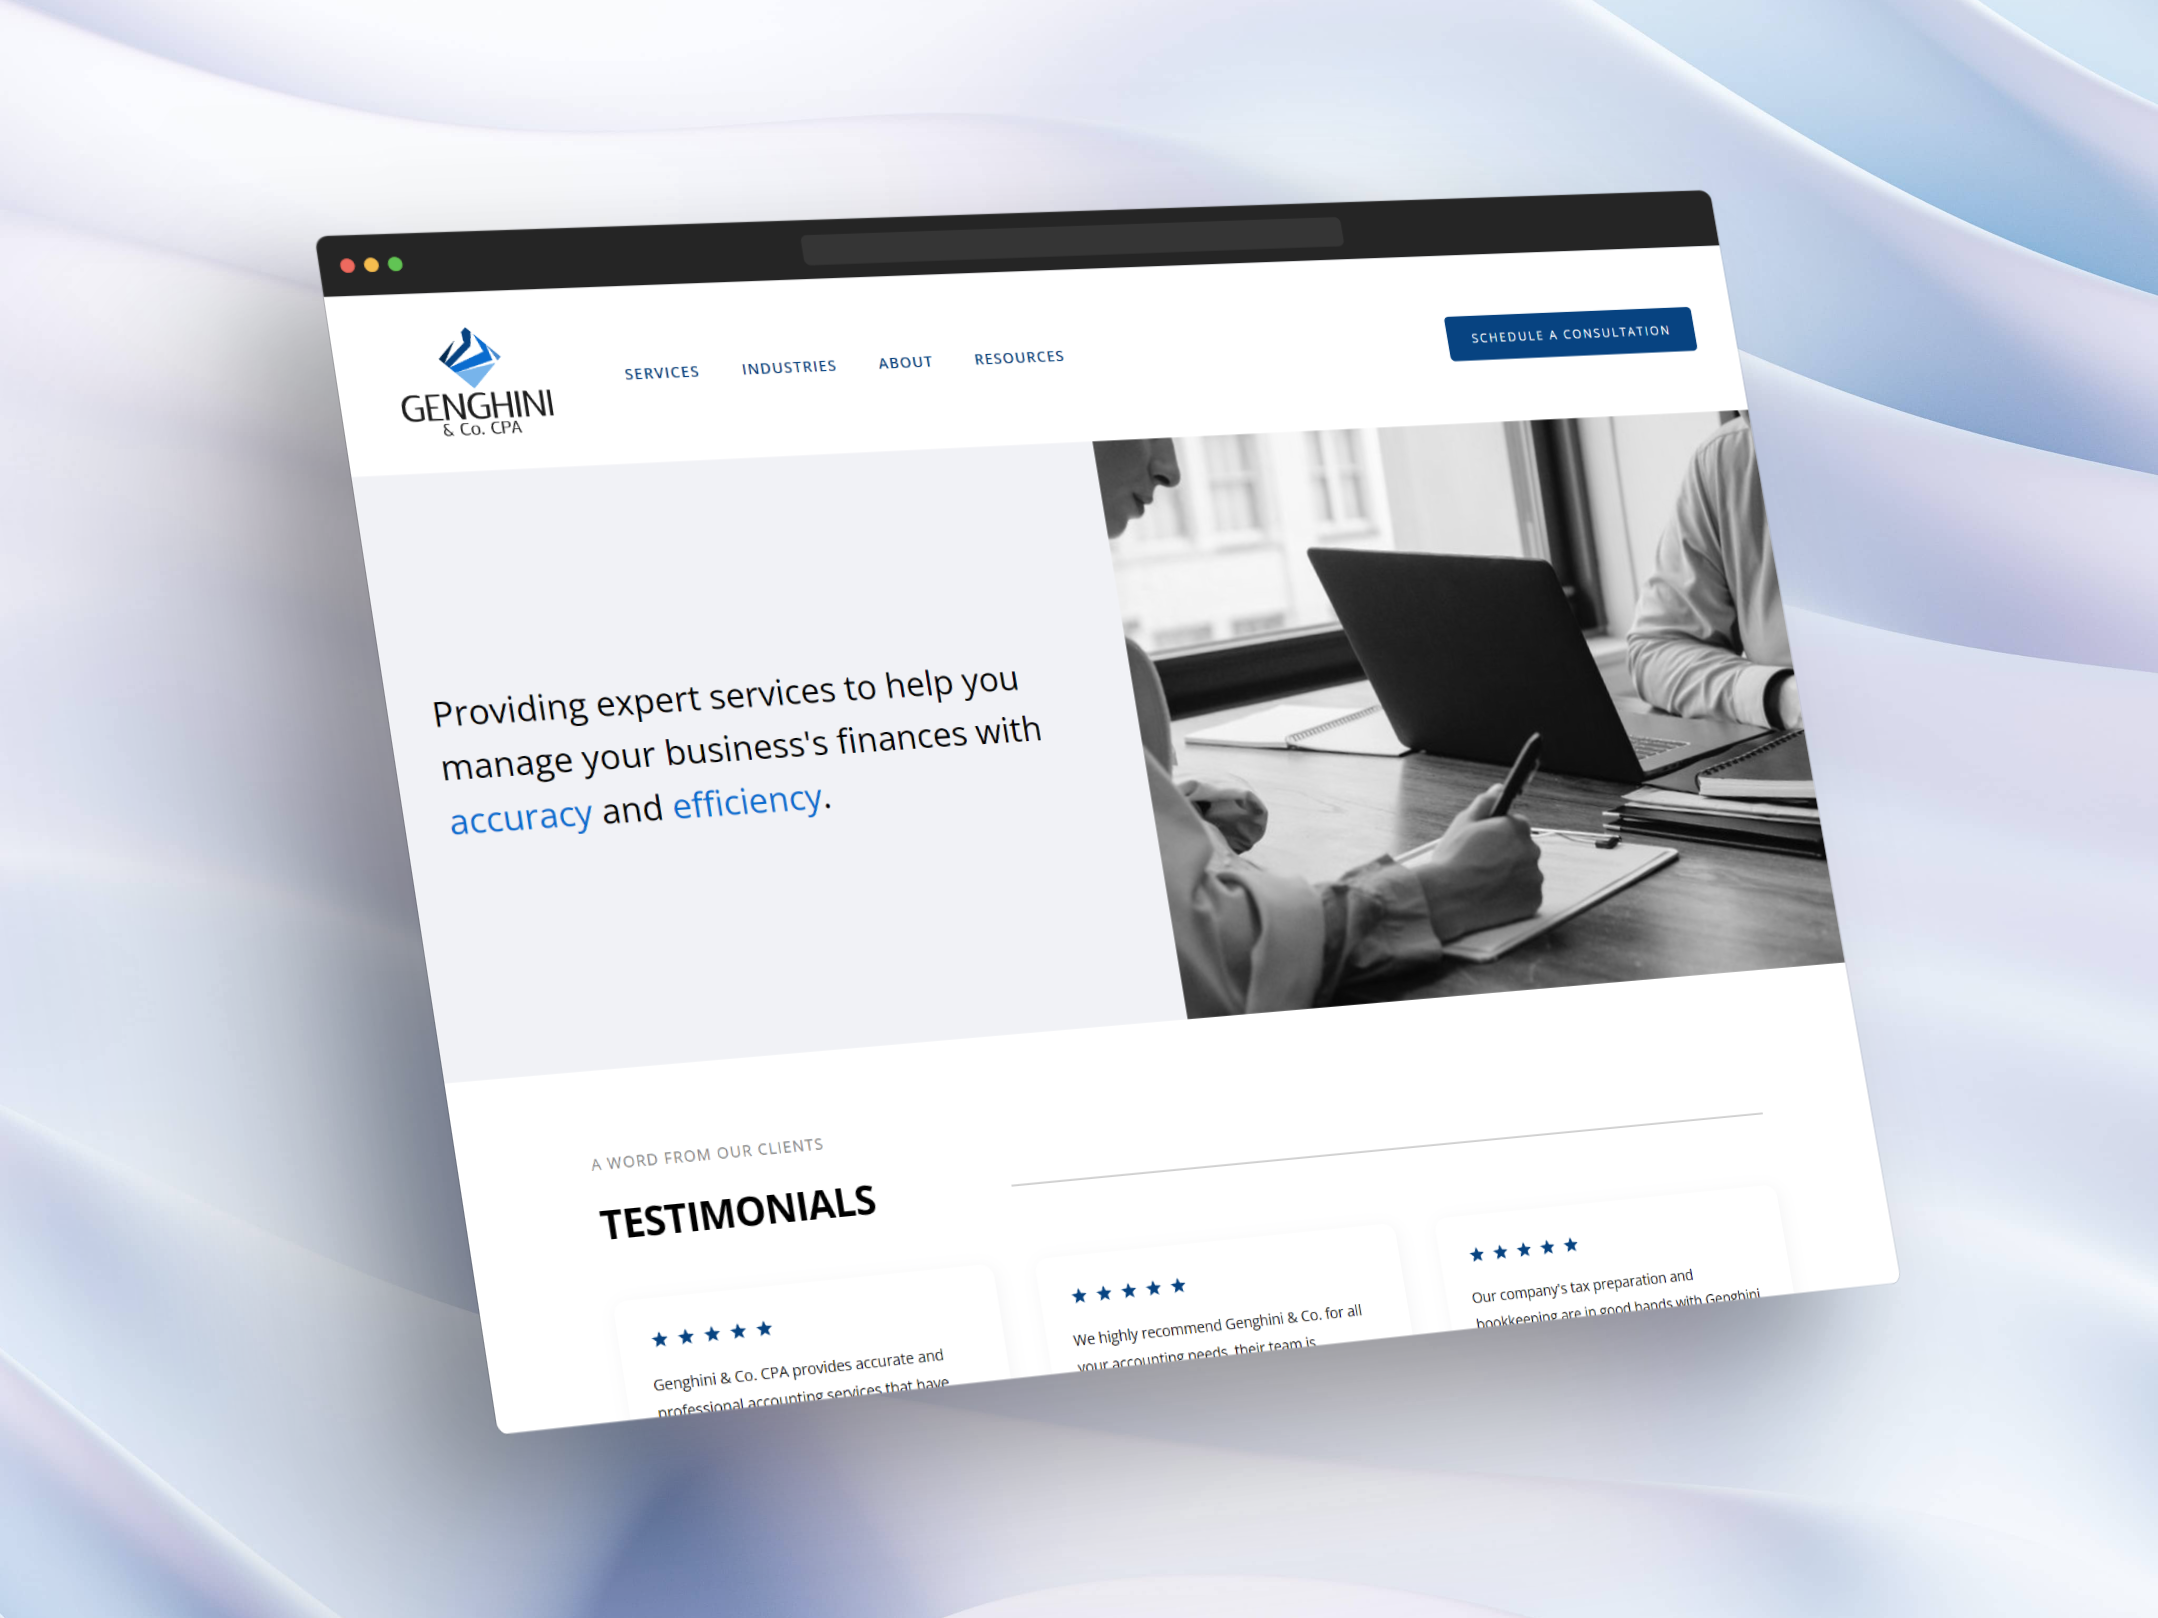 GENGHINI
& Co. CPA
SERVICES
INDUSTRIES
ABOUT
RESOURCES
SCHEDULE A CONSULTATION
Providing expert services to help you
manage your business's finances with
accuracy and efficiency.
A WORD FROM OUR CLIENTS
TESTIMONIALS
Genghini & Co. CPA provides accurate and
professional accounting services that have
We highly recommend Genghini & Co. for all
your accounting needs, their team is
Our company's tax preparation and
bookkeeping are in good hands with Genghini